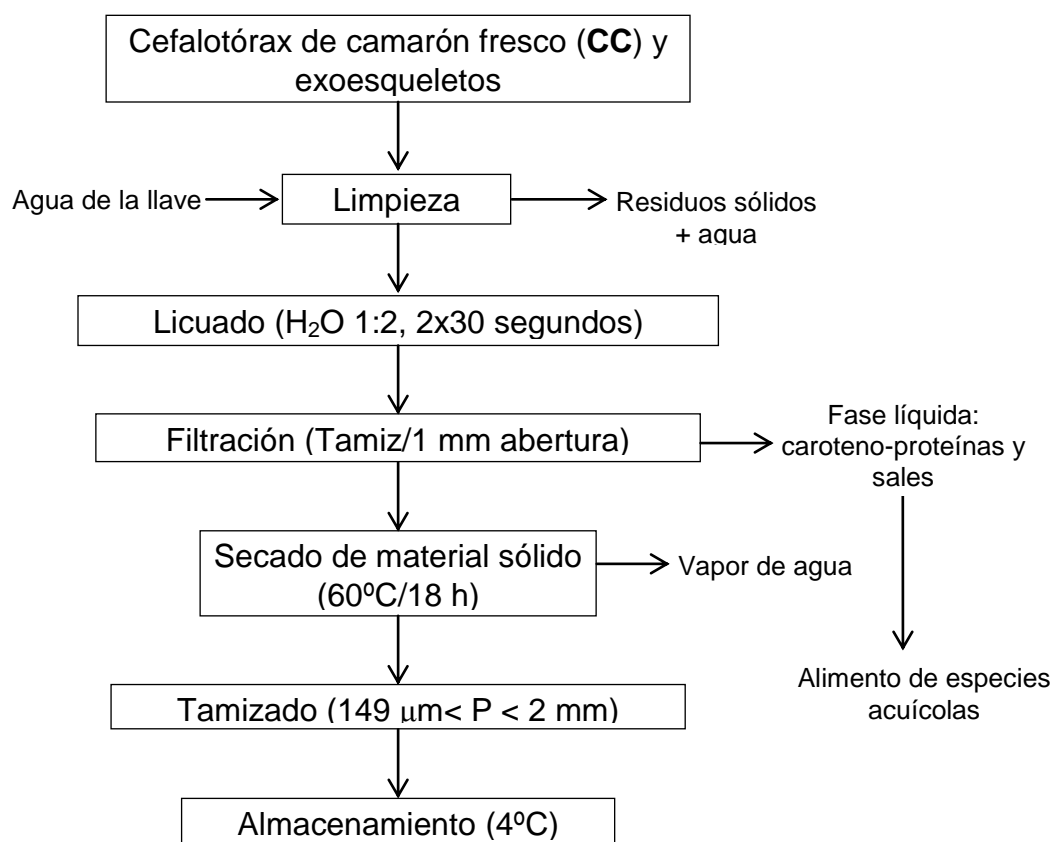 Cefalotórax de camarón fresco (CC) y
exoesqueletos
Agua de la llave
Limpieza
Residuos sólidos
+ agua
Licuado (H₂O 1:2, 2x30 segundos)
Filtración (Tamiz/1 mm abertura)
Fase líquida:
caroteno-proteínas y
sales
Secado de material sólido
(60ºC/18 h)
Vapor de agua
Alimento de especies
acuícolas
Tamizado (149 μm< P < 2 mm)
Almacenamiento (4ºC)